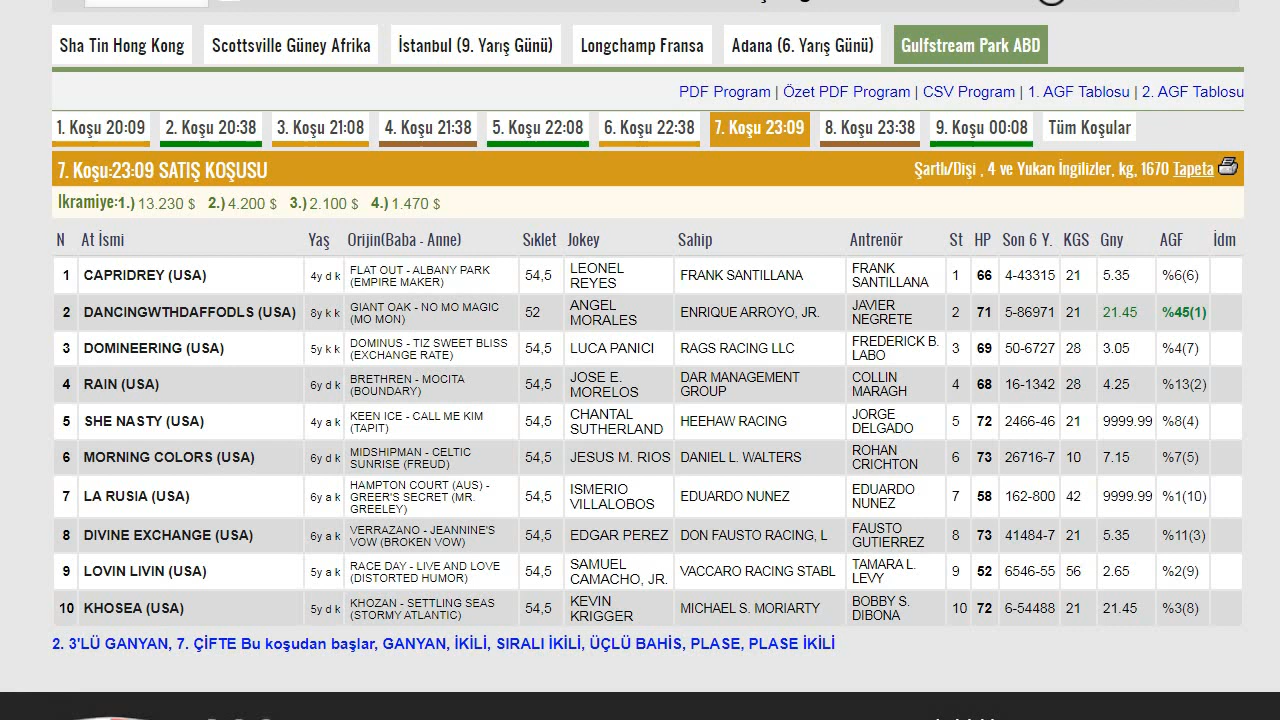 Sha Tin Hong Kong Scottsville Güney Afrika İstanbul (9. Yarış Günü) Longchamp Fransa Adana (6. Yarış Günü) Gulfstream Park ABD
PDF Program | Özet PDF Program | CSV Program | 1. AGF Tablosu | 2. AGF Tablosu
1. Koşu 20:09 2. Koşu 20:38 3. Koşu 21:08 4. Koşu 21:38 5. Koşu 22:08 6. Koşu 22:38 7. Koşu 23:09 8. Koşu 23:38 9. Koşu 00:08 Tüm Koşular
7. Koşu:23:09 SATIŞ KOŞUSU Şartlı/Dişi , 4 ve Yukarı İngilizler, kg, 1670 Tapeta
Ikramiye:1.) 13.230 $ 2.) 4.200 $ 3.) 2.100 $ 4.) 1.470 $
N At İsmi Yaş Orijin(Baba - Anne) Sıklet Jokey Sahip Antrenör St HP Son 6 Y. KGS Gny AGF İdm
1 CAPRIDREY (USA) 4y d k FLAT OUT - ALBANY PARK (EMPIRE MAKER) 54,5 LEONEL REYES FRANK SANTILLANA FRANK SANTILLANA 1 66 4-43315 21 5.35 %6(6)
2 DANCINGWTHDAFFODLS (USA) 8y k k GIANT OAK - NO MO MAGIC (MO MON) 52 ANGEL MORALES ENRIQUE ARROYO, JR. JAVIER NEGRETE 2 71 5-86971 21 21.45 %45(1)
3 DOMINEERING (USA) 5y k k DOMINUS - TIZ SWEET BLISS (EXCHANGE RATE) 54,5 LUCA PANICI RAGS RACING LLC FREDERICK B. LABO 3 69 50-6727 28 3.05 %4(7)
4 RAIN (USA) 6y d k BRETHREN - MOCITA (BOUNDARY) 54,5 JOSE E. MORELOS DAR MANAGEMENT GROUP COLLIN MARAGH 4 68 16-1342 28 4.25 %13(2)
5 SHE NASTY (USA) 4y a k KEEN ICE - CALL ME KIM (TAPIT) 54,5 CHANTAL SUTHERLAND HEEHAW RACING JORGE DELGADO 5 72 2466-46 21 9999.99 %8(4)
6 MORNING COLORS (USA) 6y d k MIDSHIPMAN - CELTIC SUNRISE (FREUD) 54,5 JESUS M. RIOS DANIEL L. WALTERS ROHAN CRICHTON 6 73 26716-7 10 7.15 %7(5)
7 LA RUSIA (USA) 6y a k HAMPTON COURT (AUS) - GREER'S SECRET (MR. GREELEY) 54,5 ISMERIO VILLALOBOS EDUARDO NUNEZ EDUARDO NUNEZ 7 58 162-800 42 9999.99 %1(10)
8 DIVINE EXCHANGE (USA) 6y a k VERRAZANO - JEANNINE'S VOW (BROKEN VOW) 54,5 EDGAR PEREZ DON FAUSTO RACING, L FAUSTO GUTIERREZ 8 73 41484-7 21 5.35 %11(3)
9 LOVIN LIVIN (USA) 5y a k RACE DAY - LIVE AND LOVE (DISTORTED HUMOR) 54,5 SAMUEL CAMACHO, JR. VACCARO RACING STABL TAMARA L. LEVY 9 52 6546-55 56 2.65 %2(9)
10 KHOSEA (USA) 5y d k KHOZAN - SETTLING SEAS (STORMY ATLANTIC) 54,5 KEVIN KRIGGER MICHAEL S. MORIARTY BOBBY S. DIBONA 10 72 6-54488 21 21.45 %3(8)
2. 3'LÜ GANYAN, 7. ÇİFTE Bu koşudan başlar, GANYAN, İKİLİ, SIRALI İKİLİ, ÜÇLÜ BAHİS, PLASE, PLASE İKİLİ